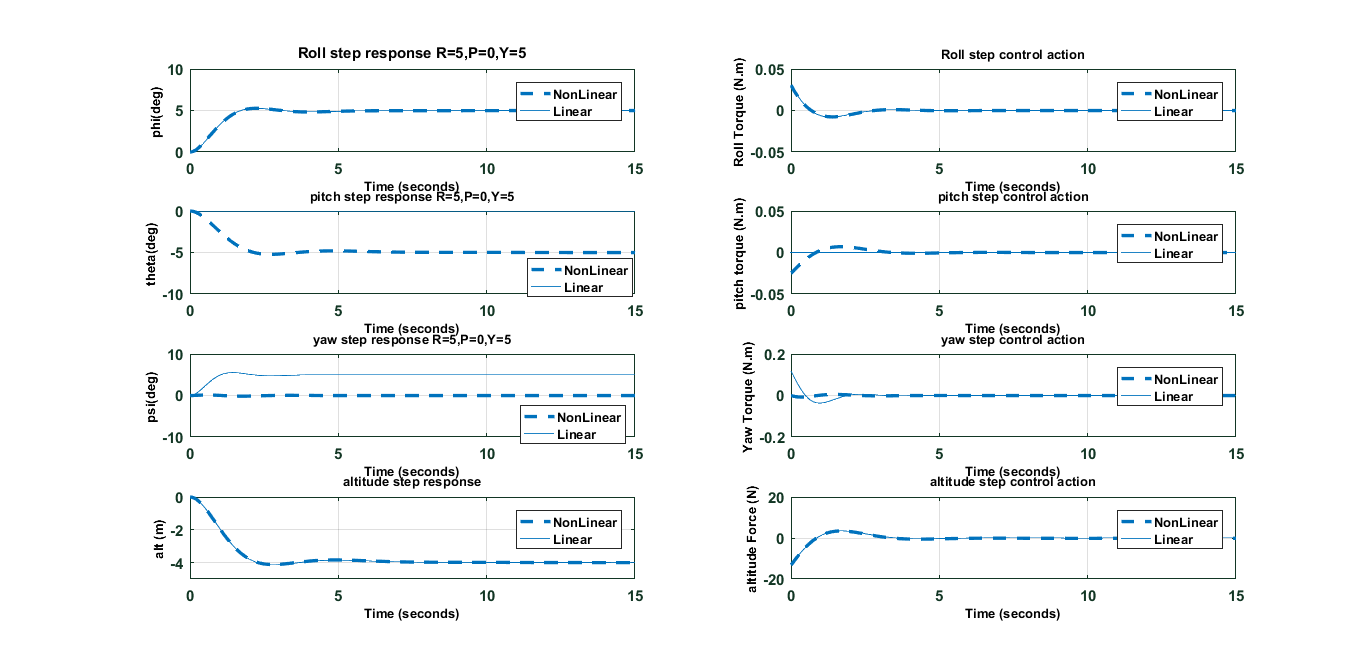 Roll step response R=5,P=0,Y=5
10
5
0
phi(deg)
NonLinear
Linear
0
5
10
15
Time (seconds)
pitch step response R=5,P=0,Y=5
0
-5
-10
theta(deg)
NonLinear
Linear
0
5
10
15
Time (seconds)
yaw step response R=5,P=0,Y=5
10
0
-10
psi(deg)
NonLinear
Linear
0
5
10
15
Time (seconds)
altitude step response
0
-2
-4
alt (m)
NonLinear
Linear
0
5
10
15
Time (seconds)
Roll step control action
0.05
0
-0.05
Roll Torque (N.m)
NonLinear
Linear
0
5
10
15
Time (seconds)
pitch step control action
0.05
0
-0.05
pitch torque (N.m)
NonLinear
Linear
0
5
10
15
Time (seconds)
yaw step control action
0.2
0
-0.2
Yaw Torque (N.m)
NonLinear
Linear
0
5
10
15
Time (seconds)
altitude step control action
20
0
-20
altitude Force (N)
NonLinear
Linear
0
5
10
15
Time (seconds)